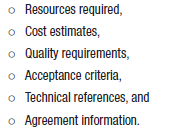 ○ Resources required,
○ Cost estimates,
○ Quality requirements,
○ Acceptance criteria,
○ Technical references, and
○ Agreement information.